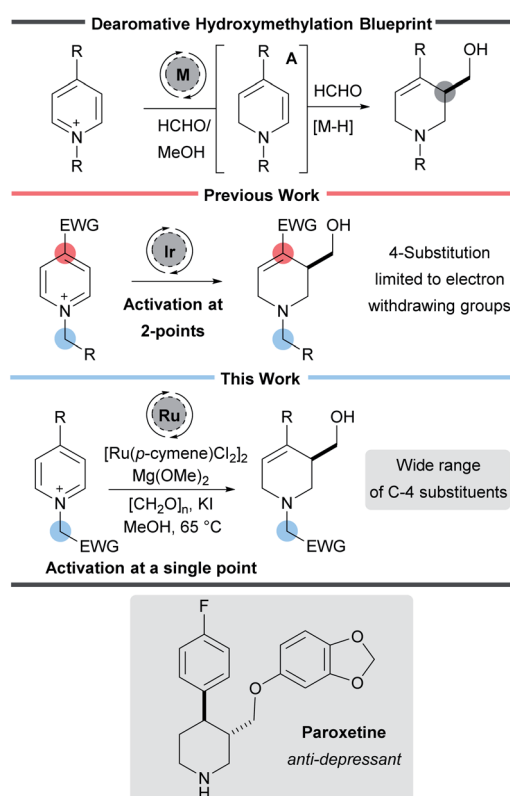 Dearomative Hydroxymethylation Blueprint
R
N
+
R
M
HCHO/
MeOH
A
R
N
R
HCHO
[M-H]
R
OH
N
R
Previous Work
EWG
+
N
R
Ir
Activation at
2-points
EWG
OH
N
R
4-Substitution
limited to electron
withdrawing groups
This Work
R
+
N
EWG
Ru
[Ru(p-cymene)Cl2]2
Mg(OMe)2
[CH2O]n, KI
MeOH, 65 °C
R
OH
N
EWG
Wide range
of C-4 substituents
Activation at a single point
F
O
O
O
N
H
Paroxetine
anti-depressant